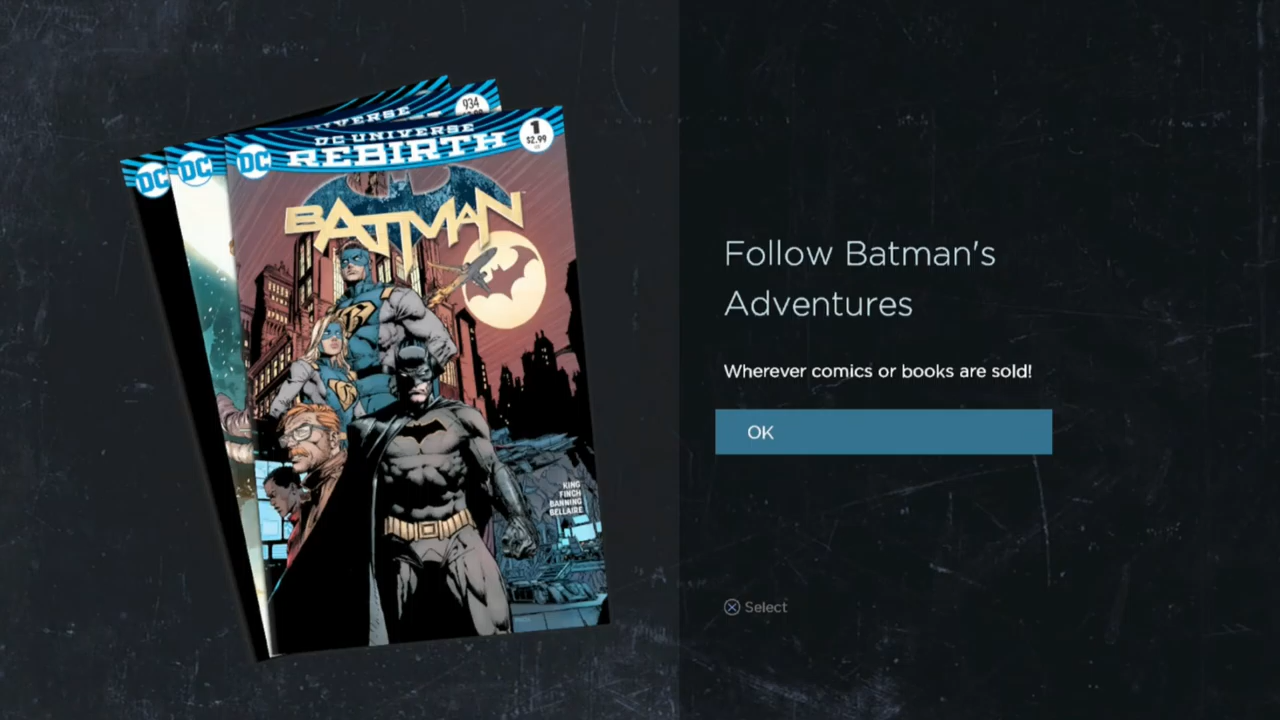 934
DC
DC
DC
DC UNIVERSE
REBIRTH
1
$2.99
BATMAN
KING
FINCH
BANNING
BELLAIRE
Follow Batman's
Adventures
Wherever comics or books are sold!
OK
Select